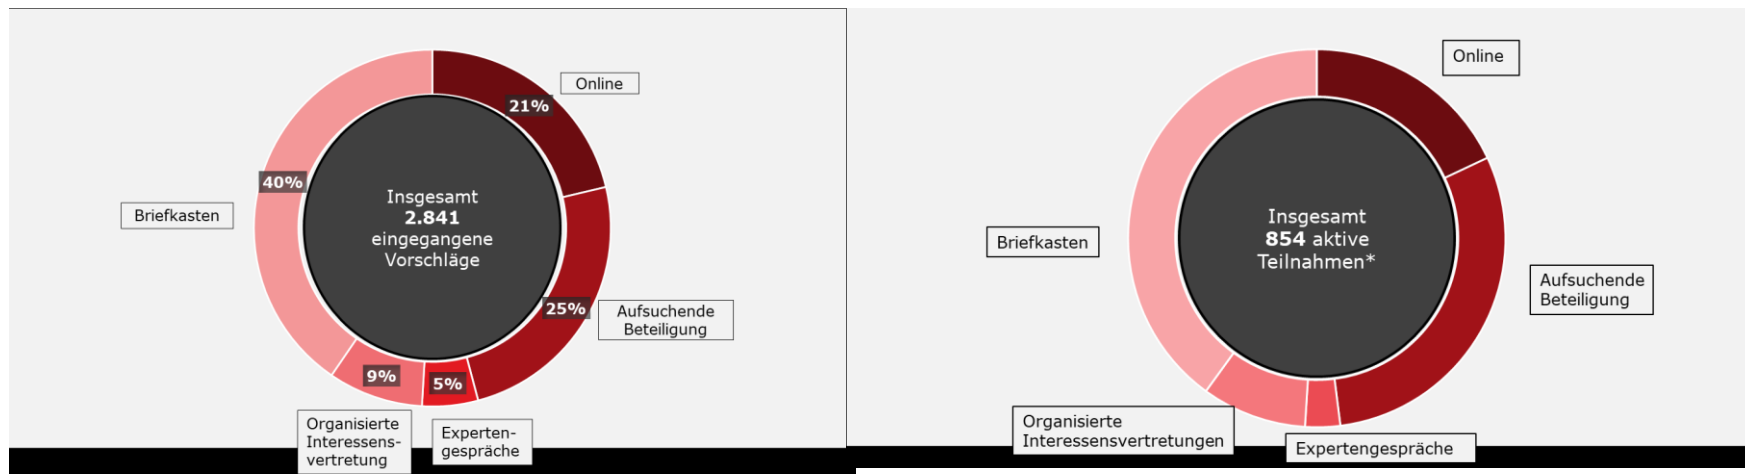 Online
21%
40%
Insgesamt
2.841
eingegangene
Vorschläge
Briefkasten
25%
Aufsuchende
Beteiligung
9%
5%
Organisierte
Interessens-
vertretung
Experten-
gespräche
Online
Insgesamt
854 aktive
Teilnahmen*
Briefkasten
Aufsuchende
Beteiligung
Organisierte
Interessensvertretungen
Expertengespräche